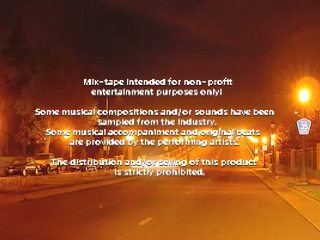 Mix-tape intended for non-profit
entertainment purposes only!
Some musical compositions and/or sounds have been
sampled from the industry.
Some musical accompaniment and original beats
are provided by the performing artists.
The distribution and/or selling of this product
is strictly prohibited.
35